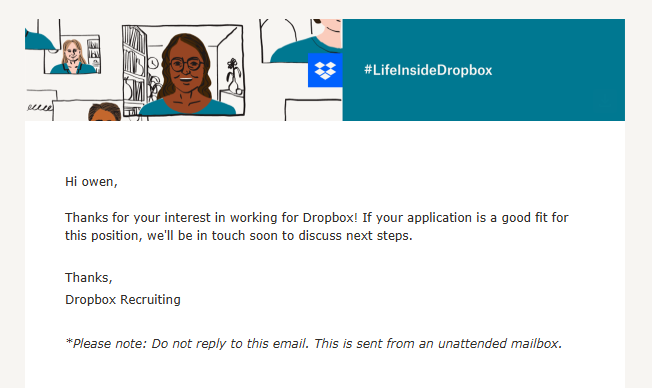 #LifeInsideDropbox
Hi owen,
Thanks for your interest in working for Dropbox! If your application is a good fit for
this position, we'll be in touch soon to discuss next steps.
Thanks,
Dropbox Recruiting
*Please note: Do not reply to this email. This is sent from an unattended mailbox.